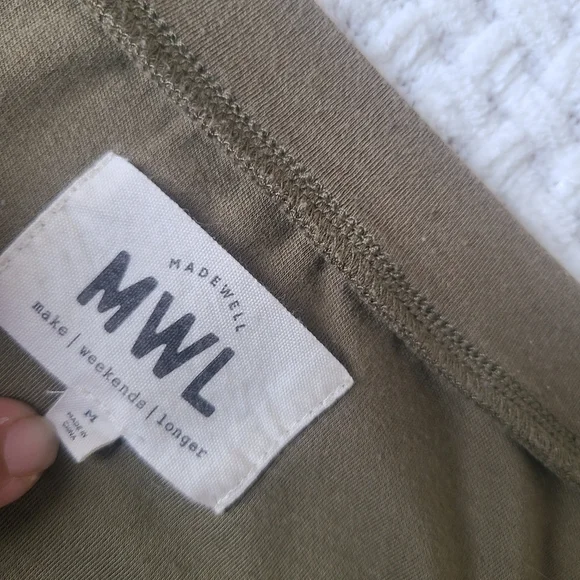 MADEWELL
MWL
make | weekends | longer
M
MADE IN
CHINA